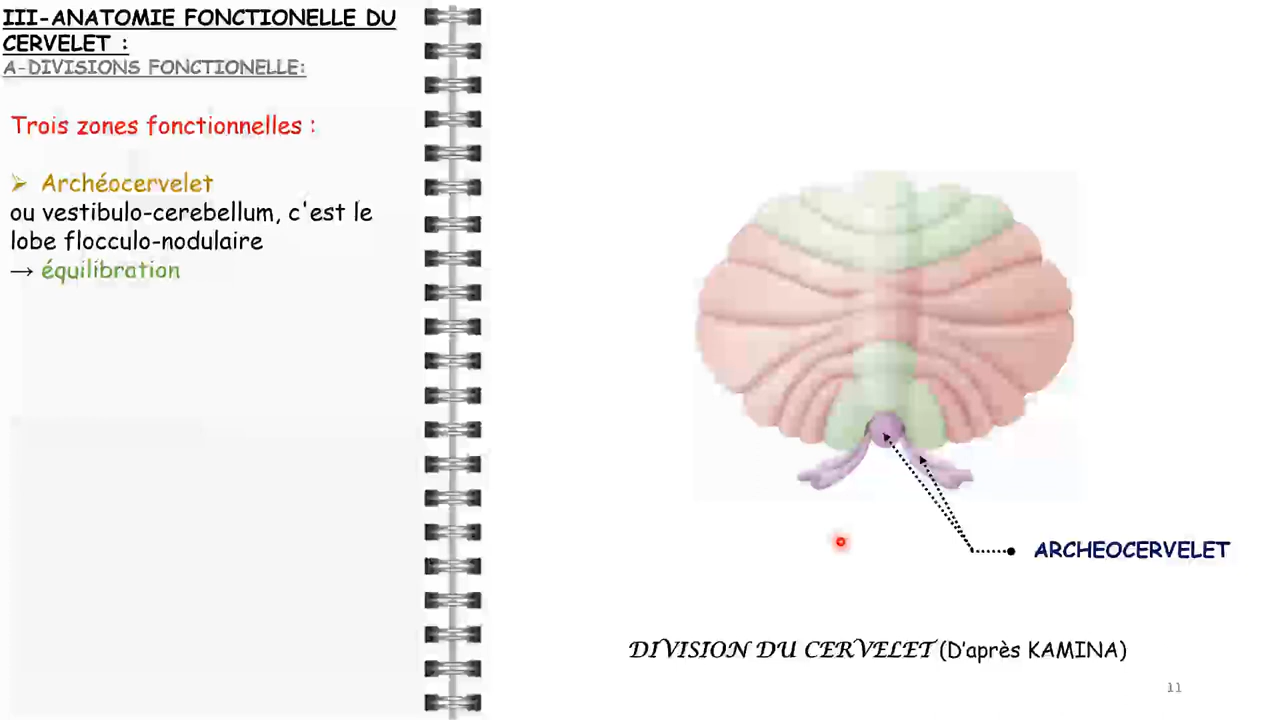 III-ANATOMIE FONCTIONELLE DU
CERVELET :
A-DIVISIONS FONCTIONELLE:
Trois zones fonctionnelles :
➢ Archéocervelet
ou vestibulo-cerebellum, c'est le
lobe flocculo-nodulaire
→ équilibration
ARCHEOCERVELET
DIVISION DU CERVELET (D'après KAMINA)
11